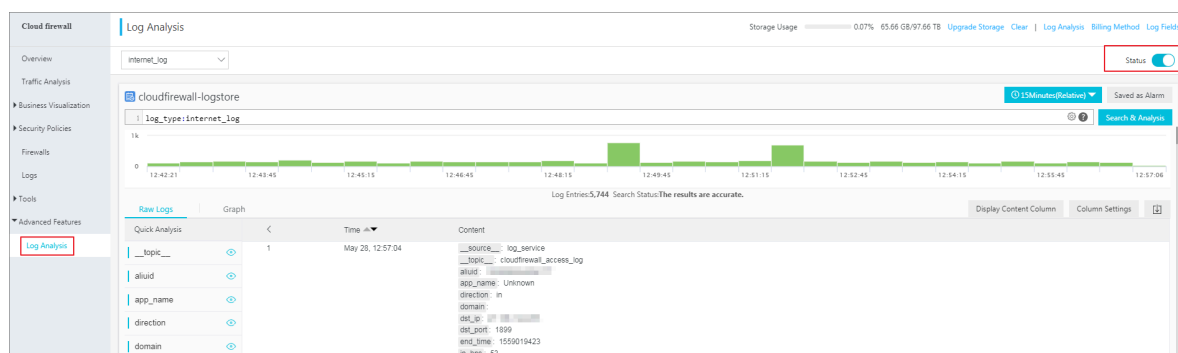 Cloud firewall
Log Analysis
Storage Usage 0.07% 65.66 GB/97.66 TB Upgrade Storage Clear | Log Analysis Billing Method Log Fields
Overview
internet_log
Status
Traffic Analysis
Business Visualization
cloudfirewall-logstore
15Minutes(Relative)
Saved as Alarm
1 log_type:internet_log
Search & Analysis
Security Policies
1k
Firewalls
0
12:42:21 12:43:45 12:45:15 12:46:45 12:48:15 12:49:45 12:51:15 12:52:45 12:54:15 12:55:45 12:57:06
Logs
Log Entries:5,744 Search Status:The results are accurate.
Tools
Raw Logs Graph
Display Content Column Column Settings
Advanced Features
Quick Analysis < Time Content
Log Analysis
__topic__
1 May 28, 12:57:04
__source__: log_service
__topic__: cloudfirewall_access_log
aliuid
aliuid:
app_name: Unknown
app_name
direction: in
domain:
direction
dst_ip:
dst_port: 1899
domain
end_time: 1559019423